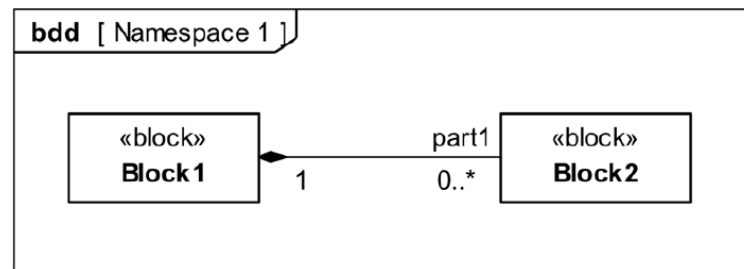 bdd [ Namespace 1 ]
«block»
Block1
1
part1
0..*
«block»
Block2